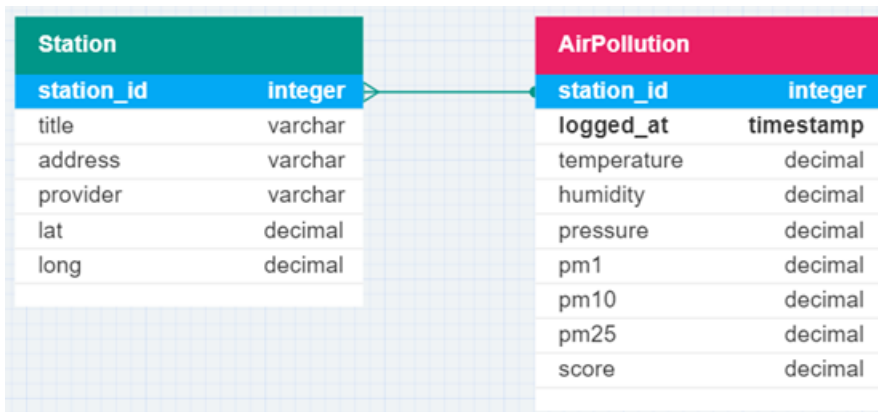 Station
station_id integer
title varchar
address varchar
provider varchar
lat decimal
long decimal
AirPollution
station_id integer
logged_at timestamp
temperature decimal
humidity decimal
pressure decimal
pm1 decimal
pm10 decimal
pm25 decimal
score decimal